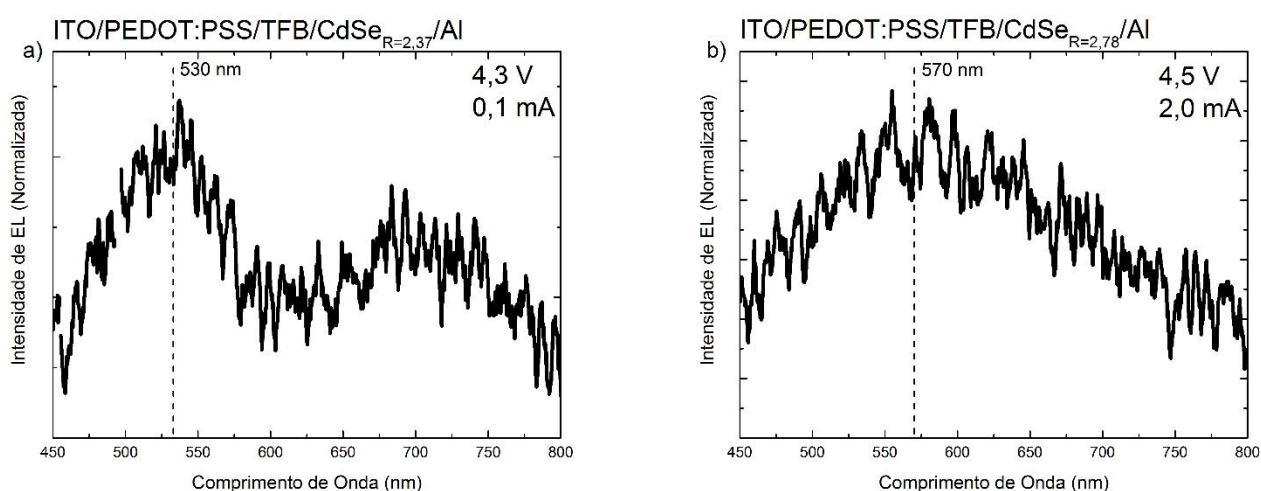 ITO/PEDOT:PSS/TFB/CdSe R=2,37/Al
a)
530 nm
4,3 V
0,1 mA
Intensidade de EL (Normalizada)
450 500 550 600 650 700 750 800
Comprimento de Onda (nm)
ITO/PEDOT:PSS/TFB/CdSe R=2,78/Al
b)
570 nm
4,5 V
2,0 mA
Intensidade de EL (Normalizada)
450 500 550 600 650 700 750 800
Comprimento de Onda (nm)